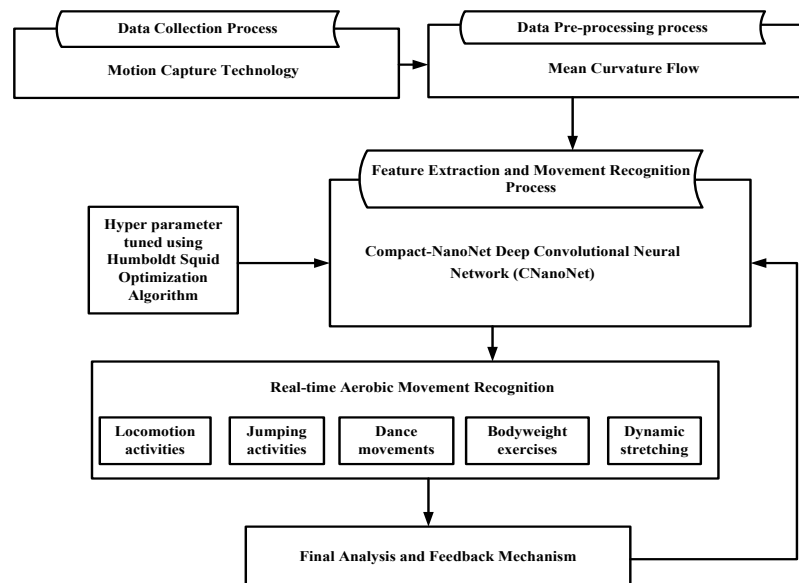 Data Collection Process
Motion Capture Technology
Data Pre-processing process
Mean Curvature Flow
Feature Extraction and Movement Recognition
Process
Hyper parameter
tuned using
Humboldt Squid
Optimization
Algorithm
Compact-NanoNet Deep Convolutional Neural
Network (CNanoNet)
Real-time Aerobic Movement Recognition
Locomotion
activities
Jumping
activities
Dance
movements
Bodyweight
exercises
Dynamic
stretching
Final Analysis and Feedback Mechanism